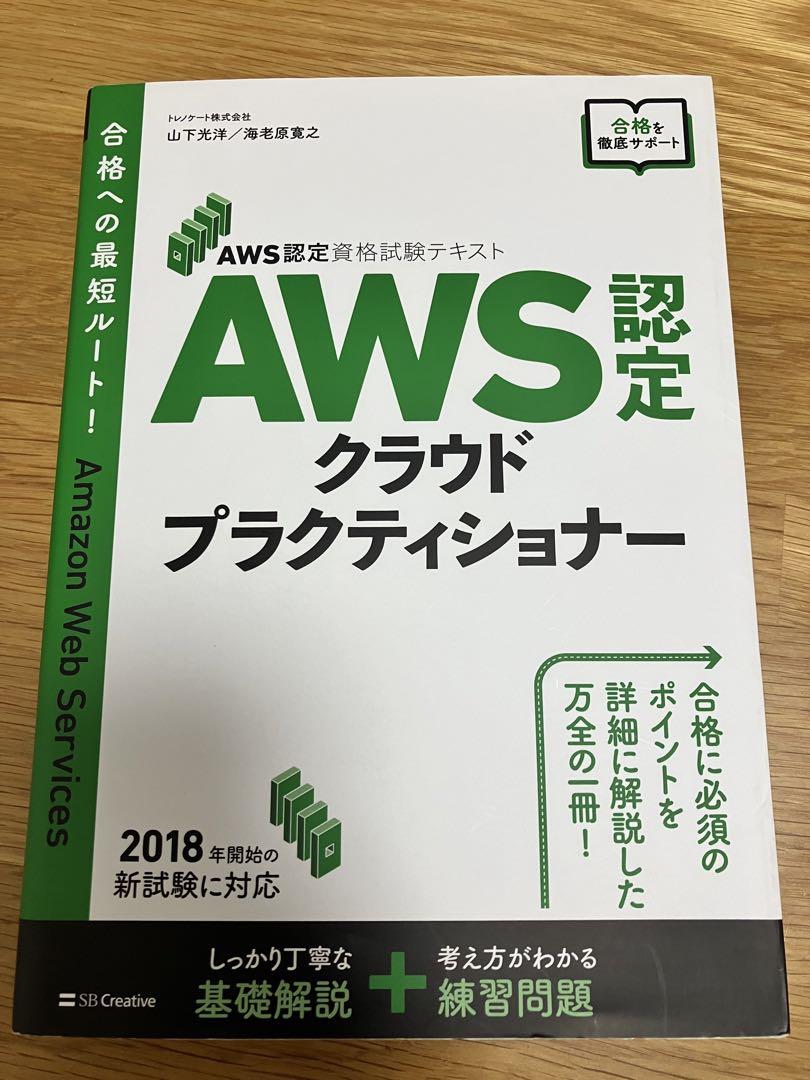 トレノケート株式会社
山下光洋／海老原寛之
合格を
徹底サポート
合格への最短ルート！ Amazon Web Services
AWS認定資格試験テキスト
AWS認定
クラウド
プラクティショナー
合格に必須の
ポイントを
詳細に解説した
万全の一冊！
2018年開始の
新試験に対応
しっかり丁寧な
基礎解説
+
考え方がわかる
練習問題
SB Creative